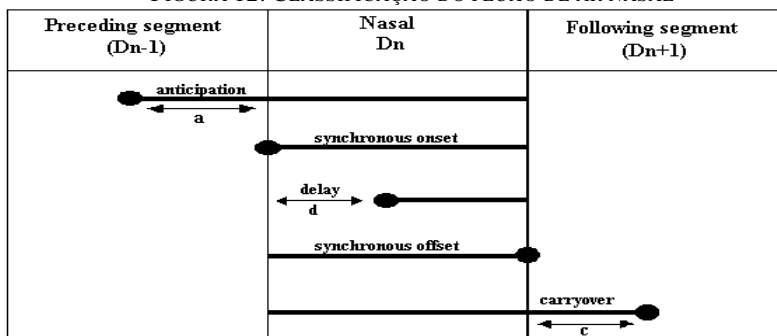 Preceding segment
(Dn-1)
Nasal
Dn
Following segment
(Dn+1)
anticipation
a
synchronous onset
delay
d
synchronous offset
carryover
c